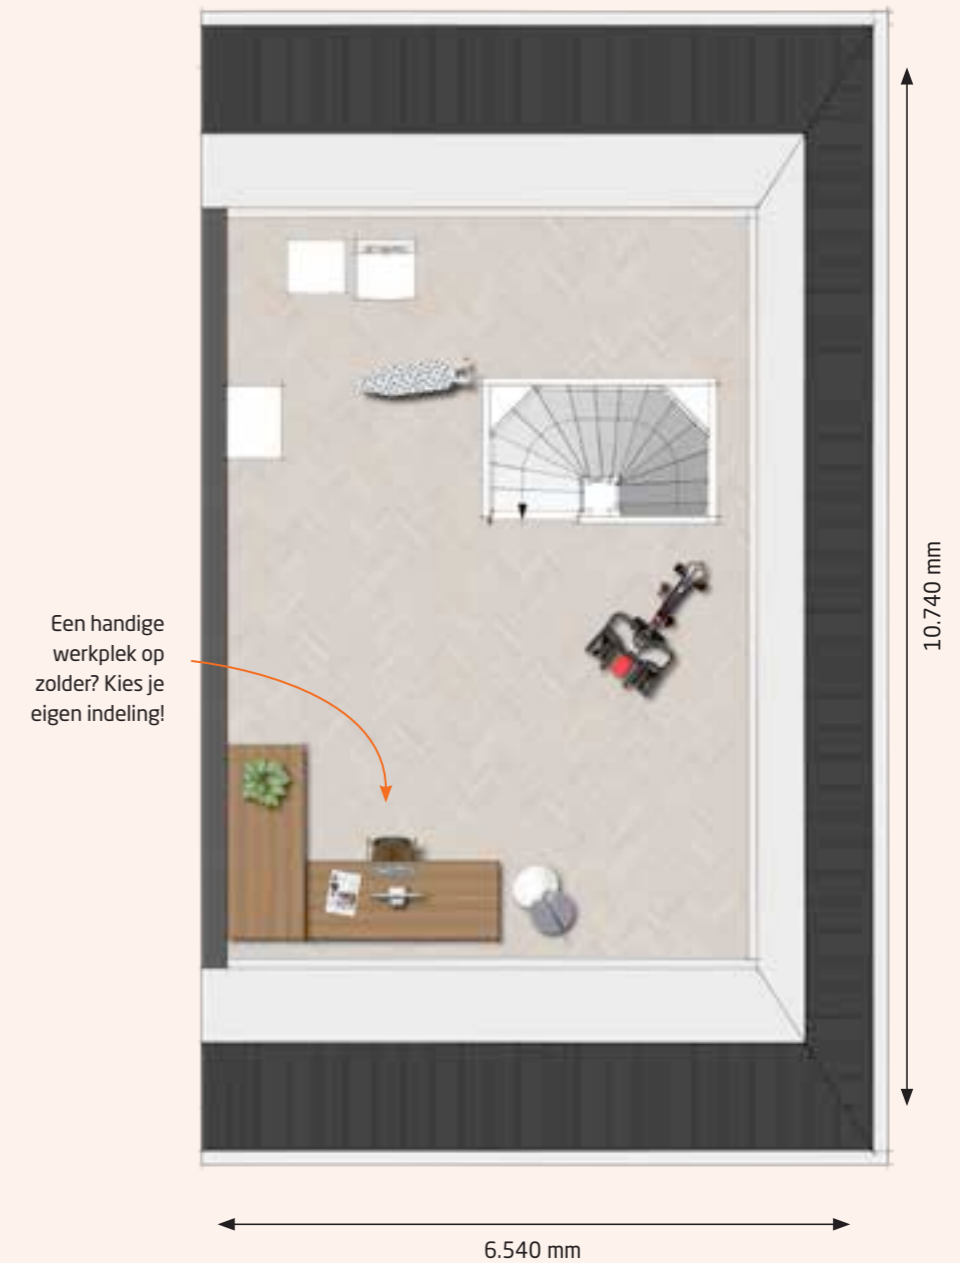 Een handige
werkplek op
zolder? Kies je
eigen indeling!
10.740 mm
6.540 mm